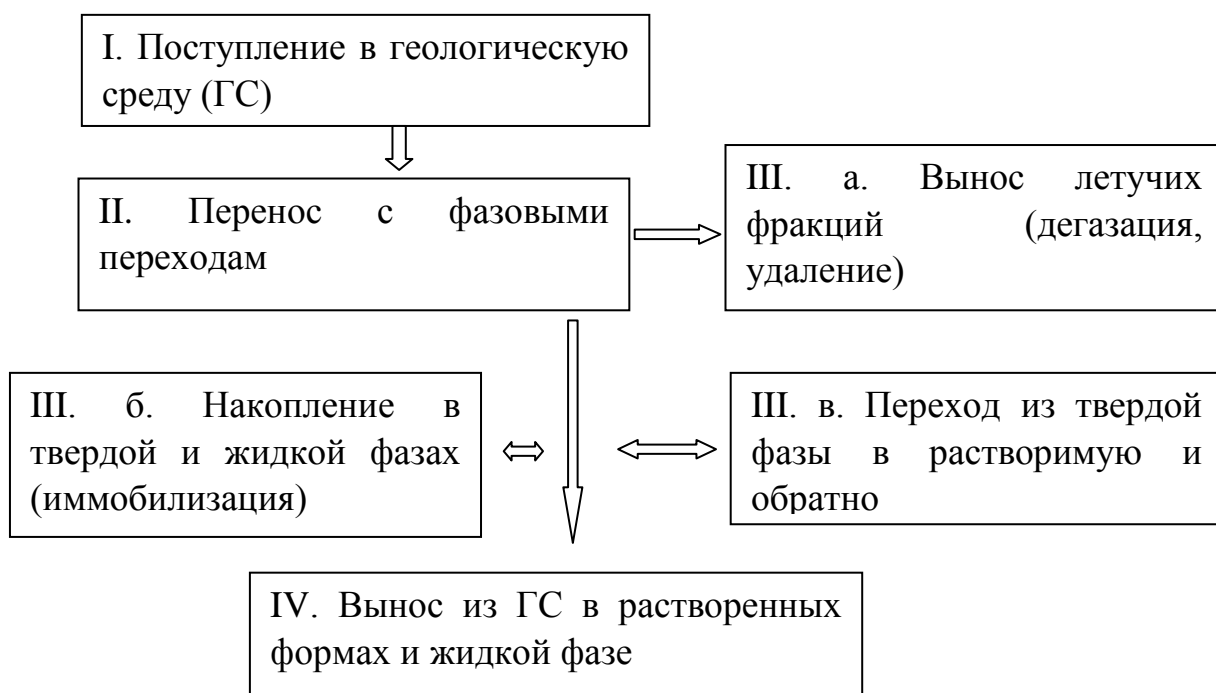 I. Поступление в геологическую
среду (ГС)
II. Перенос с фазовыми
переходам
III. а. Вынос летучих
фракций (дегазация,
удаление)
III. б. Накопление в
твердой и жидкой фазах
(иммобилизация)
III. в. Переход из твердой
фазы в растворимую и
обратно
IV. Вынос из ГС в растворенных
формах и жидкой фазе